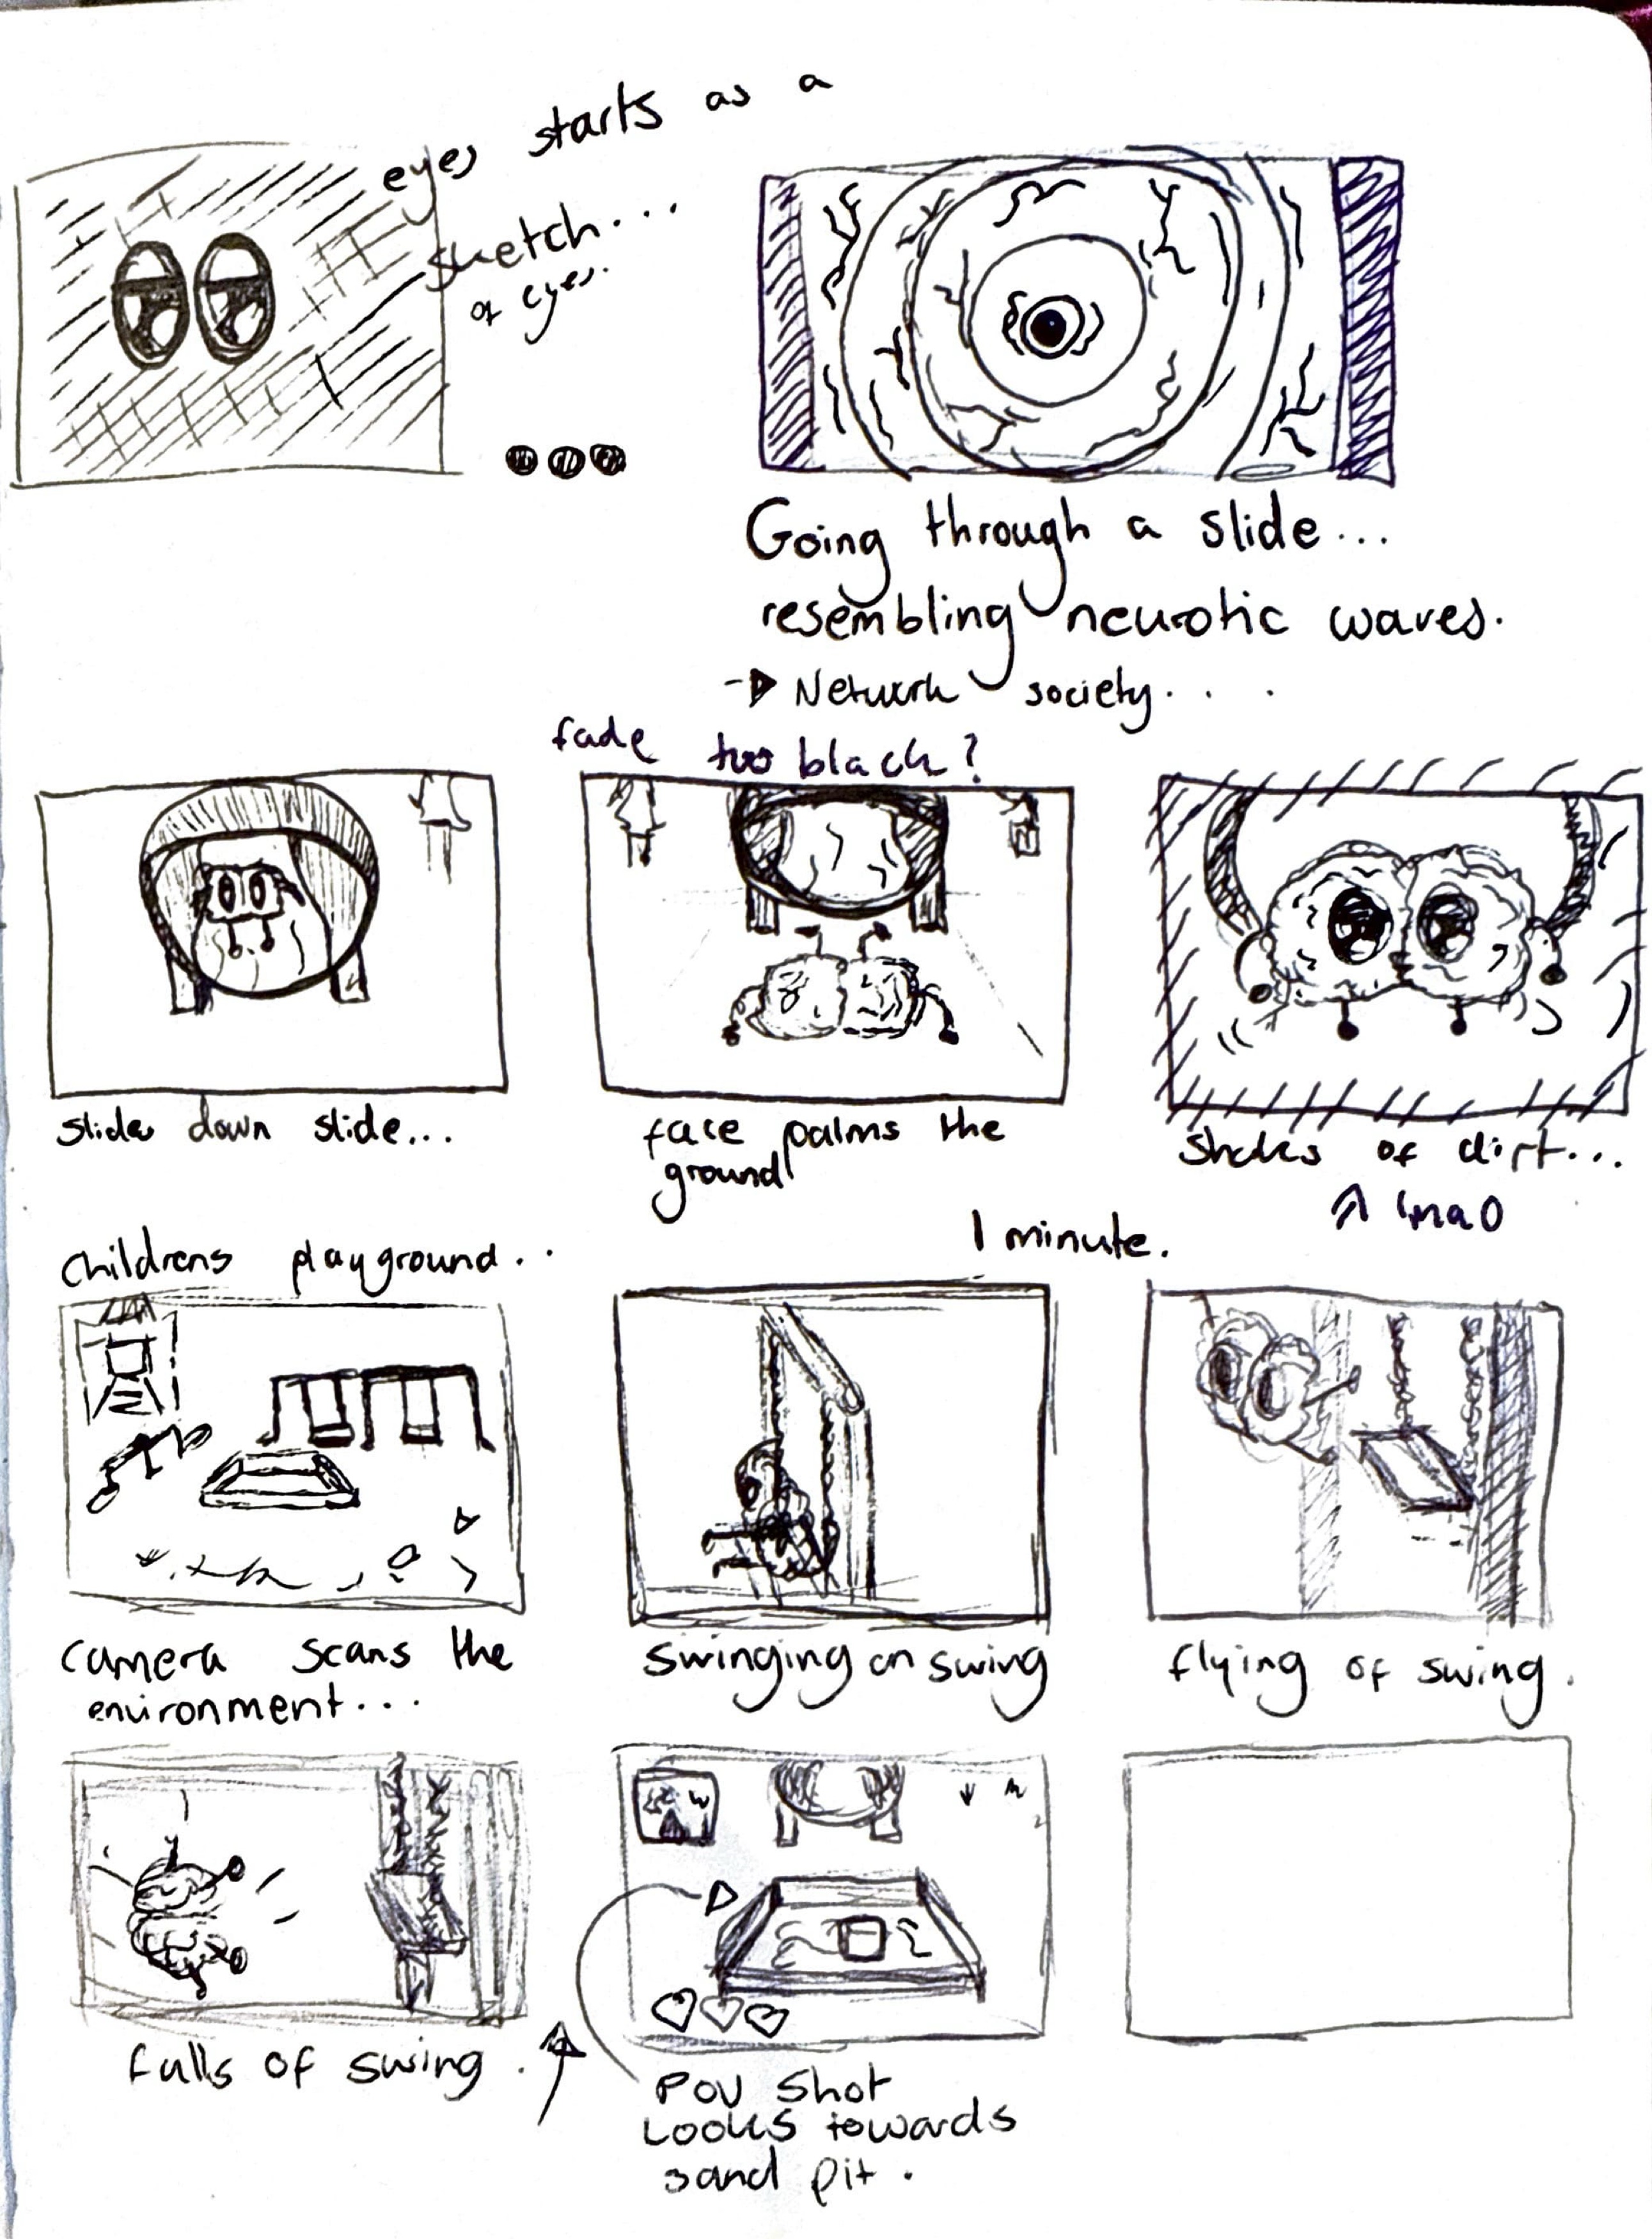 eyes starts as a
sketch...
of eyes.
Going through a slide...
resembling neurotic waves.
Network society...
fade too black?
slides down slide...
face palms the
ground
shakes of dirt...
lmaO
Childrens playground..
1 minute.
camera scans the
environment...
swinging on swing
flying of swing.
falls of swing.
POV shot
Looks towards
sand pit.